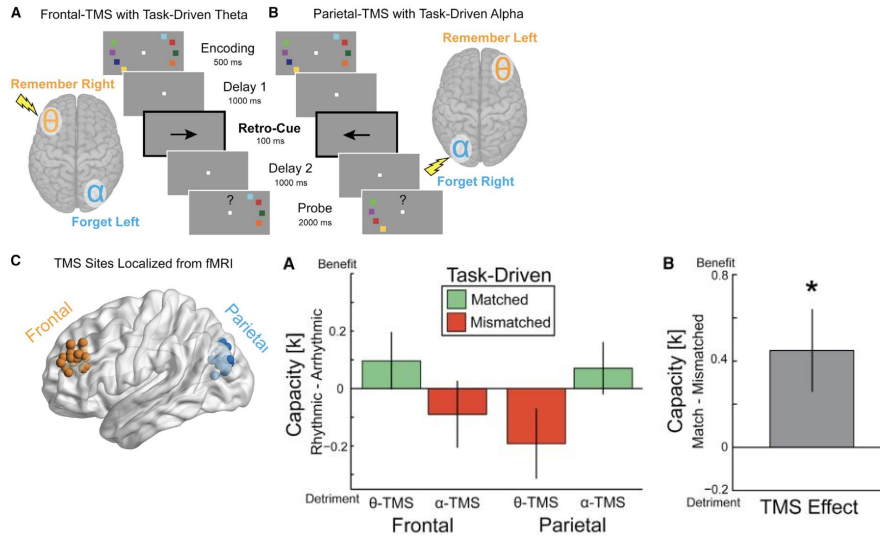 A Frontal-TMS with Task-Driven Theta
B Parietal-TMS with Task-Driven Alpha
Encoding
500 ms
Delay 1
1000 ms
Retro-Cue
100 ms
Delay 2
1000 ms
Probe
2000 ms
Remember Right
θ
α
Forget Left
?
Remember Left
θ
α
Forget Right
?
C TMS Sites Localized from fMRI
Frontal
Parietal
A
Benefit
Task-Driven
Matched
Mismatched
Capacity [k]
Rhythmic - Arrhythmic
0.2
0
−0.2
Detriment
θ-TMS α-TMS θ-TMS α-TMS
Frontal Parietal
B
Benefit
0.8
*
Capacity [k]
Match - Mismatched
0.4
0
−0.2
Detriment
TMS Effect